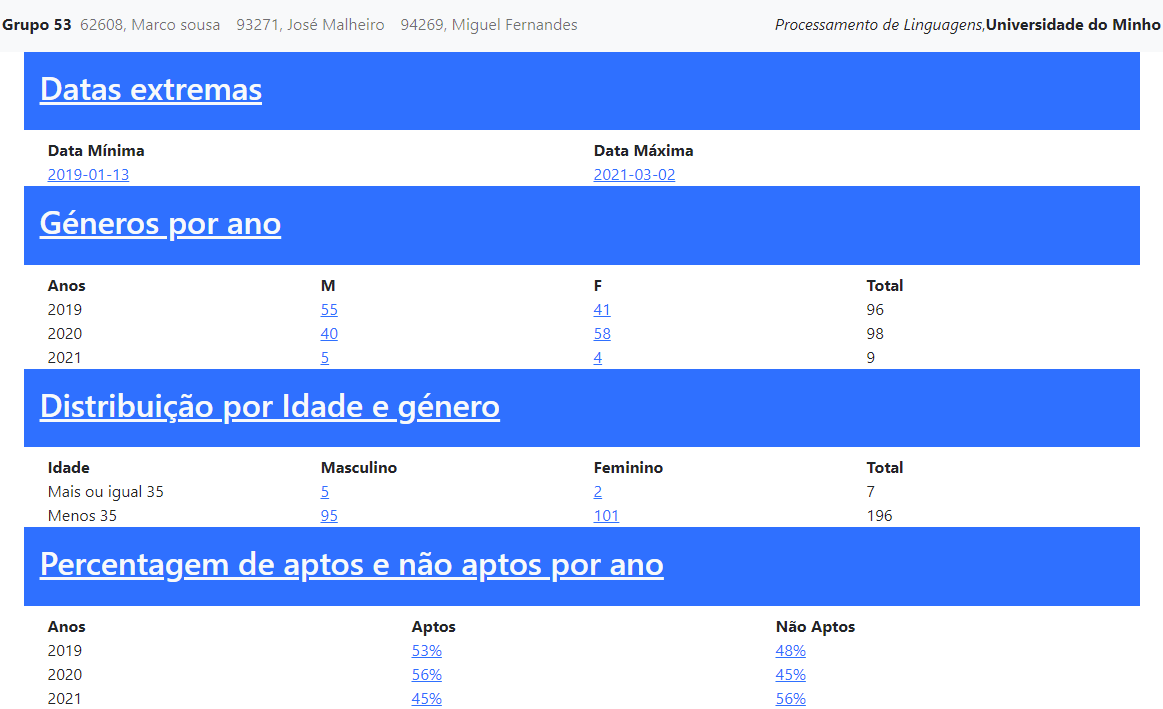 Grupo 53 62608, Marco sousa 93271, José Malheiro 94269, Miguel Fernandes Processamento de Linguagens,Universidade do Minho
Datas extremas
Data Mínima Data Máxima
2019-01-13 2021-03-02
Géneros por ano
Anos M F Total
2019 55 41 96
2020 40 58 98
2021 5 4 9
Distribuição por Idade e género
Idade Masculino Feminino Total
Mais ou igual 35 5 2 7
Menos 35 95 101 196
Percentagem de aptos e não aptos por ano
Anos Aptos Não Aptos
2019 53% 48%
2020 56% 45%
2021 45% 56%